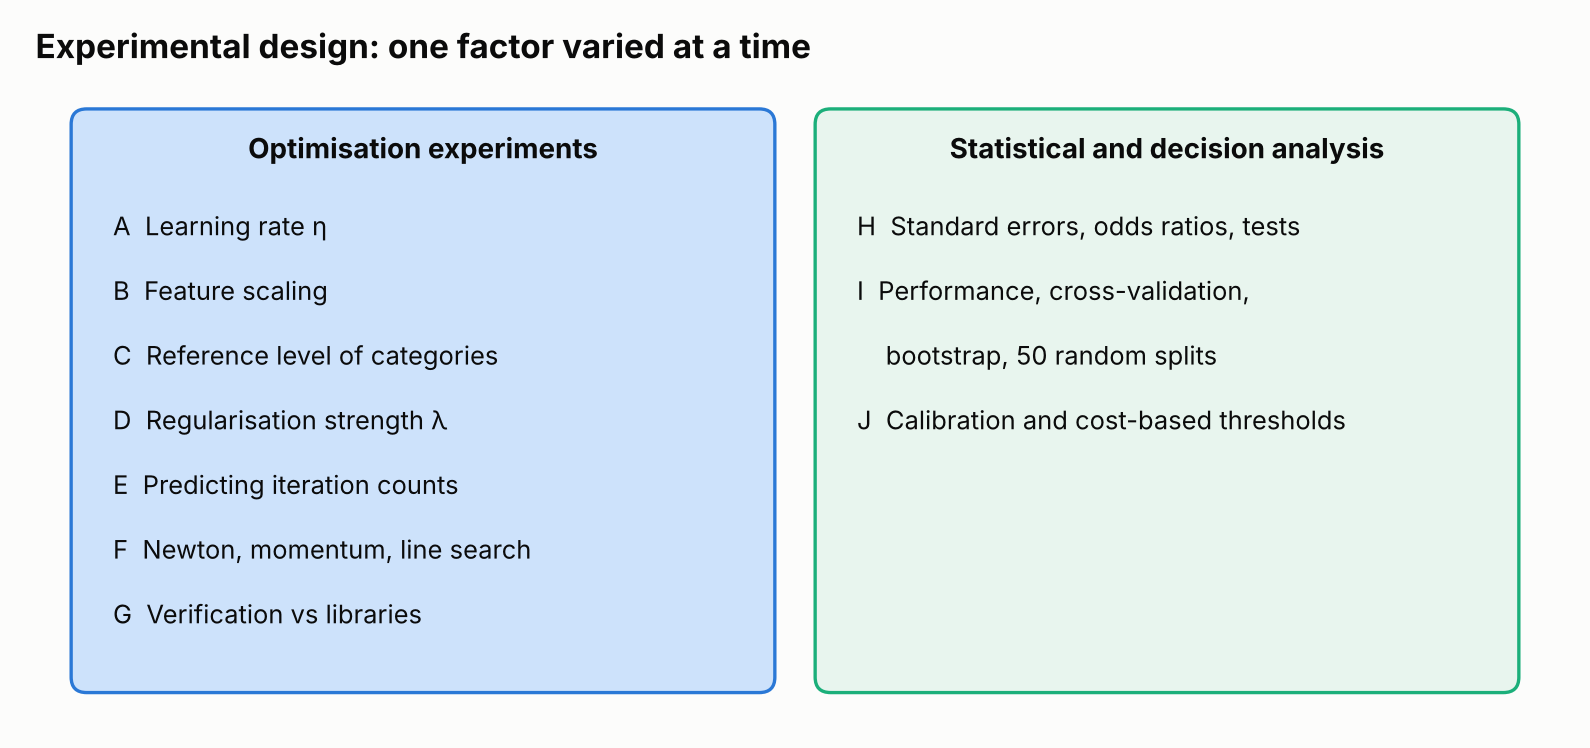 Experimental design: one factor varied at a time
Optimisation experiments
A Learning rate η
B Feature scaling
C Reference level of categories
D Regularisation strength λ
E Predicting iteration counts
F Newton, momentum, line search
G Verification vs libraries
Statistical and decision analysis
H Standard errors, odds ratios, tests
I Performance, cross-validation,
bootstrap, 50 random splits
J Calibration and cost-based thresholds